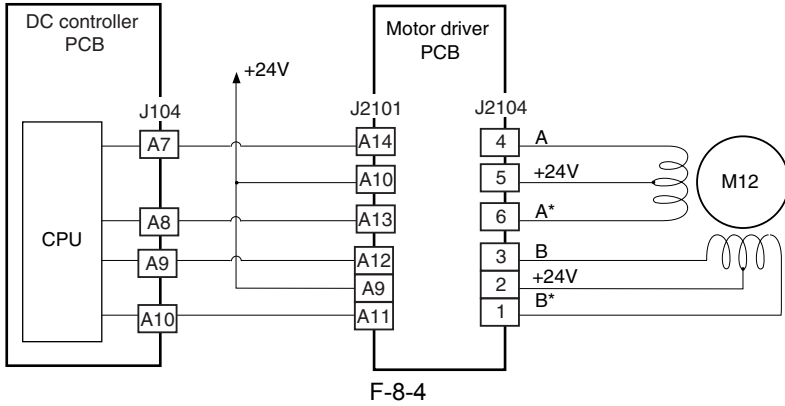 DC controller
PCB
Motor driver
PCB
+24V
J104
J2101
J2104
A7
A14
4
A
A10
5
+24V
M12
A8
A13
6
A*
CPU
A9
A12
3
B
A9
2
+24V
A10
A11
1
B*
F-8-4